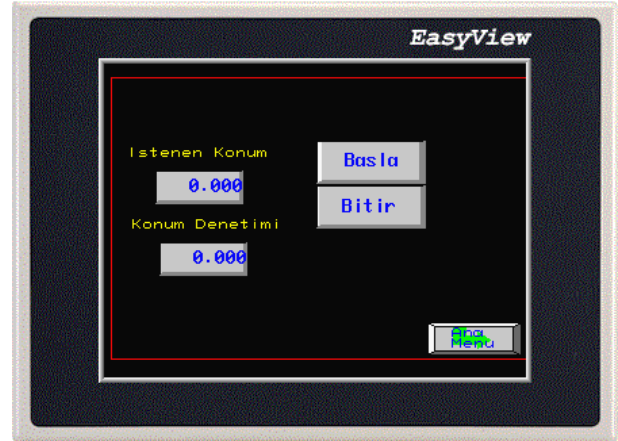 EasyView
Istenen Konum
0.000
Basla
Bitir
Konum Denetimi
0.000
Ana
Menu